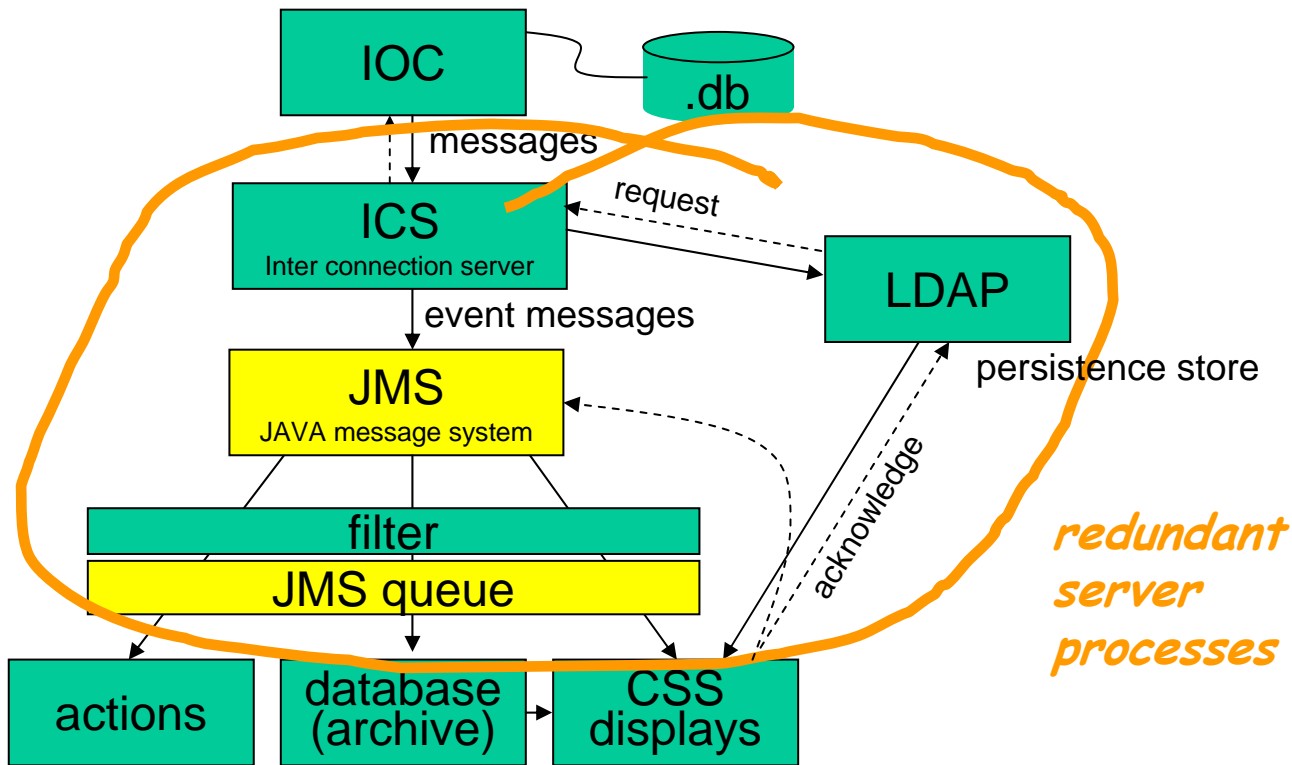 IOC
.db
messages
request
ICS
Inter connection server
LDAP
event messages
persistence store
JMS
JAVA message system
acknowledge
filter
JMS queue
redundant
server
processes
actions
database
(archive)
CSS
displays